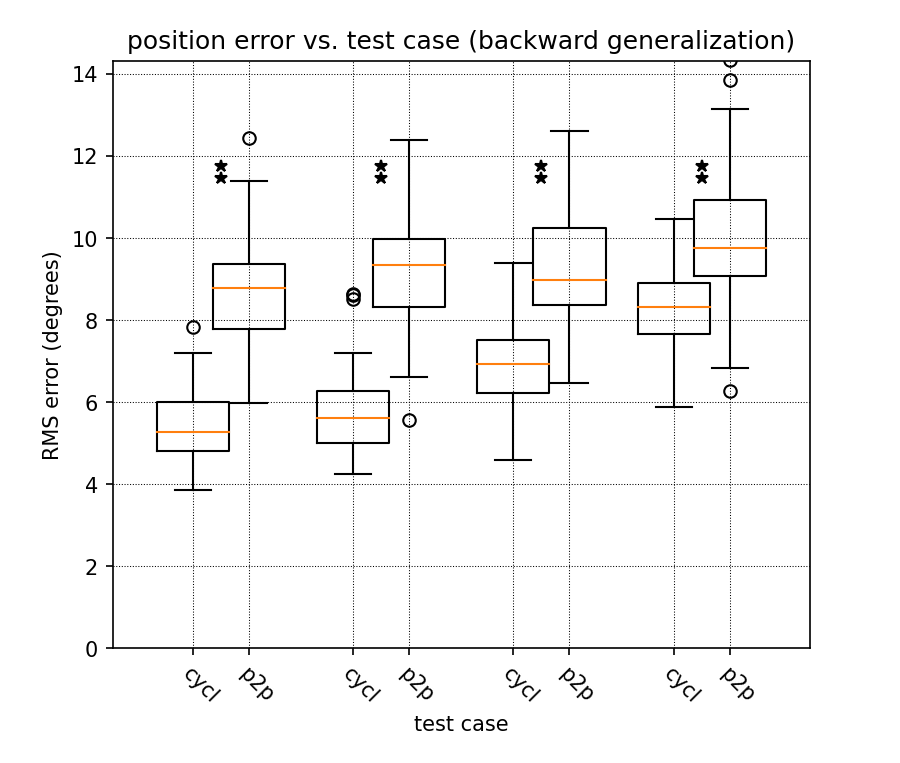 position error vs. test case (backward generalization)
RMS error (degrees)
14
12
10
8
6
4
2
0
cycl p2p cycl p2p cycl p2p cycl p2p
test case